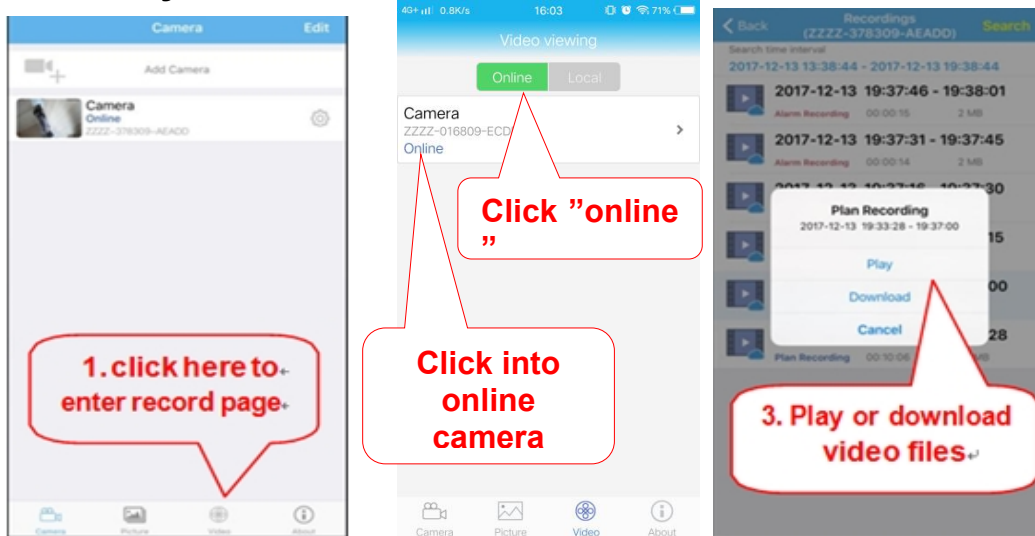 Camera
Edit
Add Camera
Camera
Online
ZZZZ-378309-AEADD
1. click here to
enter record page
Camera
Picture
Video
About
4G+ 0.8K/s 16:03 71%
Video viewing
Online
Local
Camera
ZZZZ-016809-ECD
Online
Click ”online
”
Click into
online
camera
Camera
Picture
Video
About
Back
Recordings
(ZZZZ-378309-AEADD)
Search
Search time interval
2017-12-13 13:38:44 - 2017-12-13 19:38:44
2017-12-13 19:37:46 - 19:38:01
Alarm Recording 00:00:15 2 MB
2017-12-13 19:37:31 - 19:37:45
Alarm Recording 00:00:14 2 MB
30
15
00
28
Plan Recording
2017-12-13 19:33:28 - 19:37:00
Play
Download
Cancel
Plan Recording 00:10:06
3. Play or download
video files